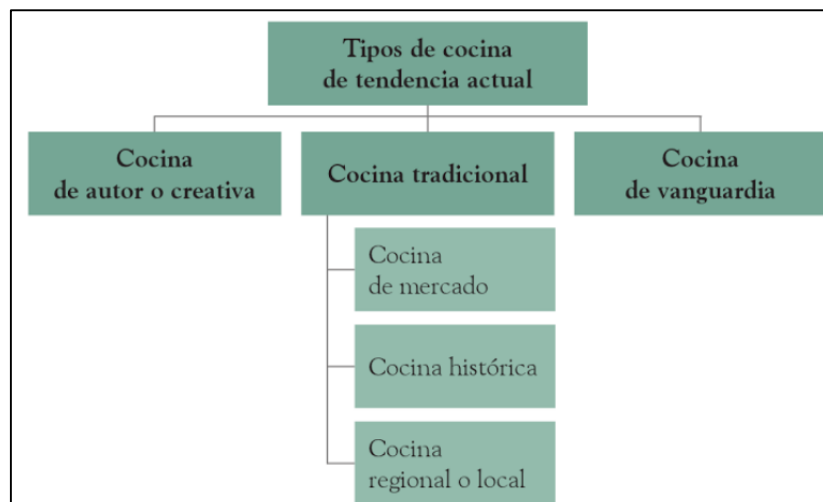 Tipos de cocina
de tendencia actual
Cocina
de autor o creativa
Cocina tradicional
Cocina
de vanguardia
Cocina
de mercado
Cocina histórica
Cocina
regional o local